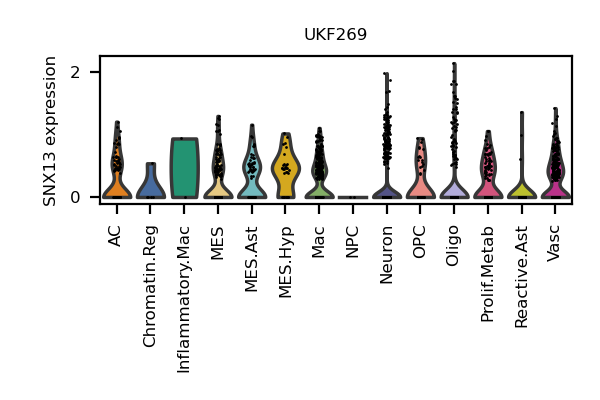 UKF269
SNX13 expression
2
0
AC
Chromatin.Reg
Inflammatory.Mac
MES
MES.Ast
MES.Hyp
Mac
NPC
Neuron
OPC
Oligo
Prolif.Metab
Reactive.Ast
Vasc